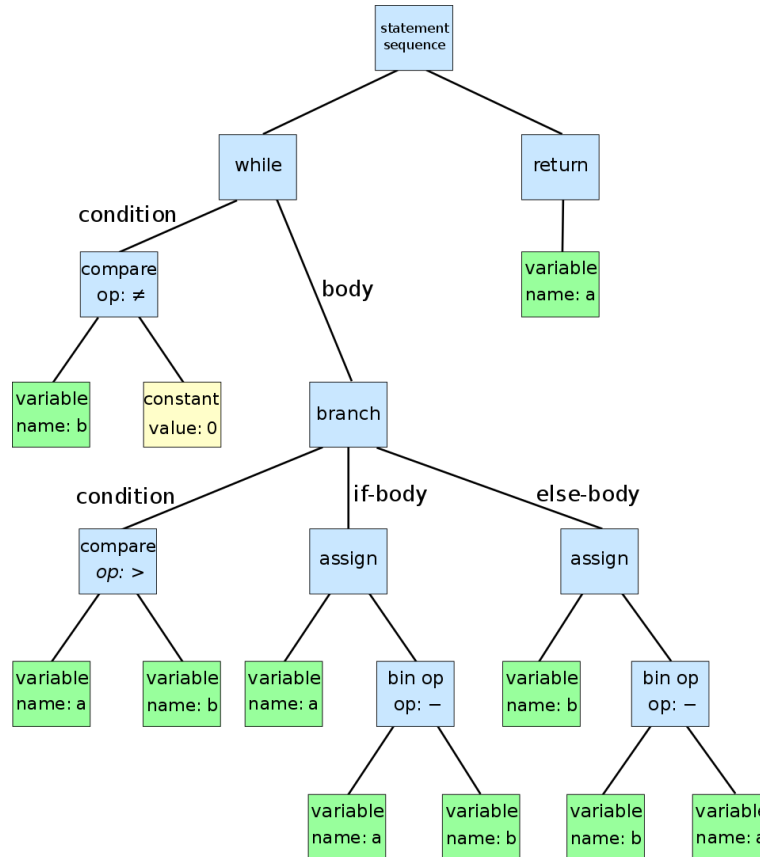 statement
sequence
while
return
condition
compare
op: ≠
body
variable
name: a
variable
name: b
constant
value: 0
branch
condition
if-body
else-body
compare
op: >
assign
assign
variable
name: a
variable
name: b
variable
name: a
bin op
op: −
variable
name: b
bin op
op: −
variable
name: a
variable
name: b
variable
name: b
variable
name: a